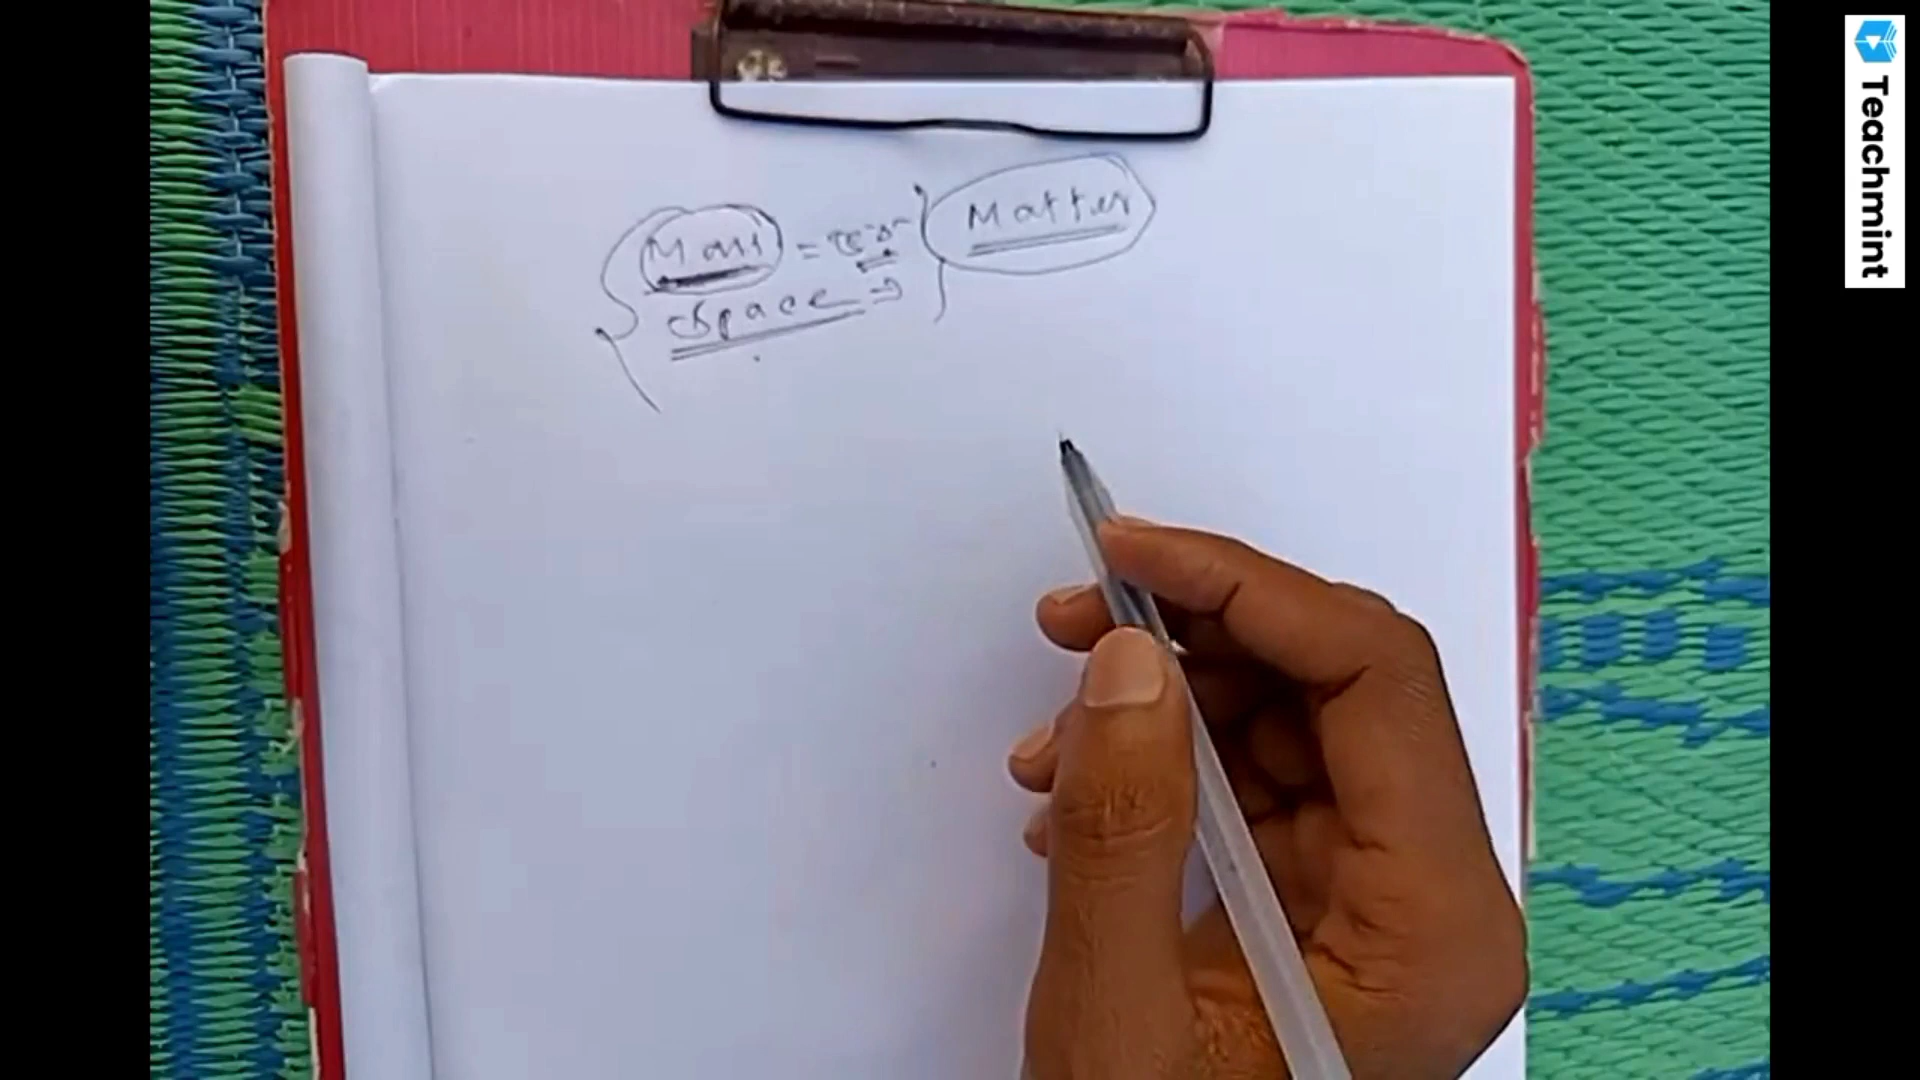 Mass =
Space ⇒
Matter
Teachmint